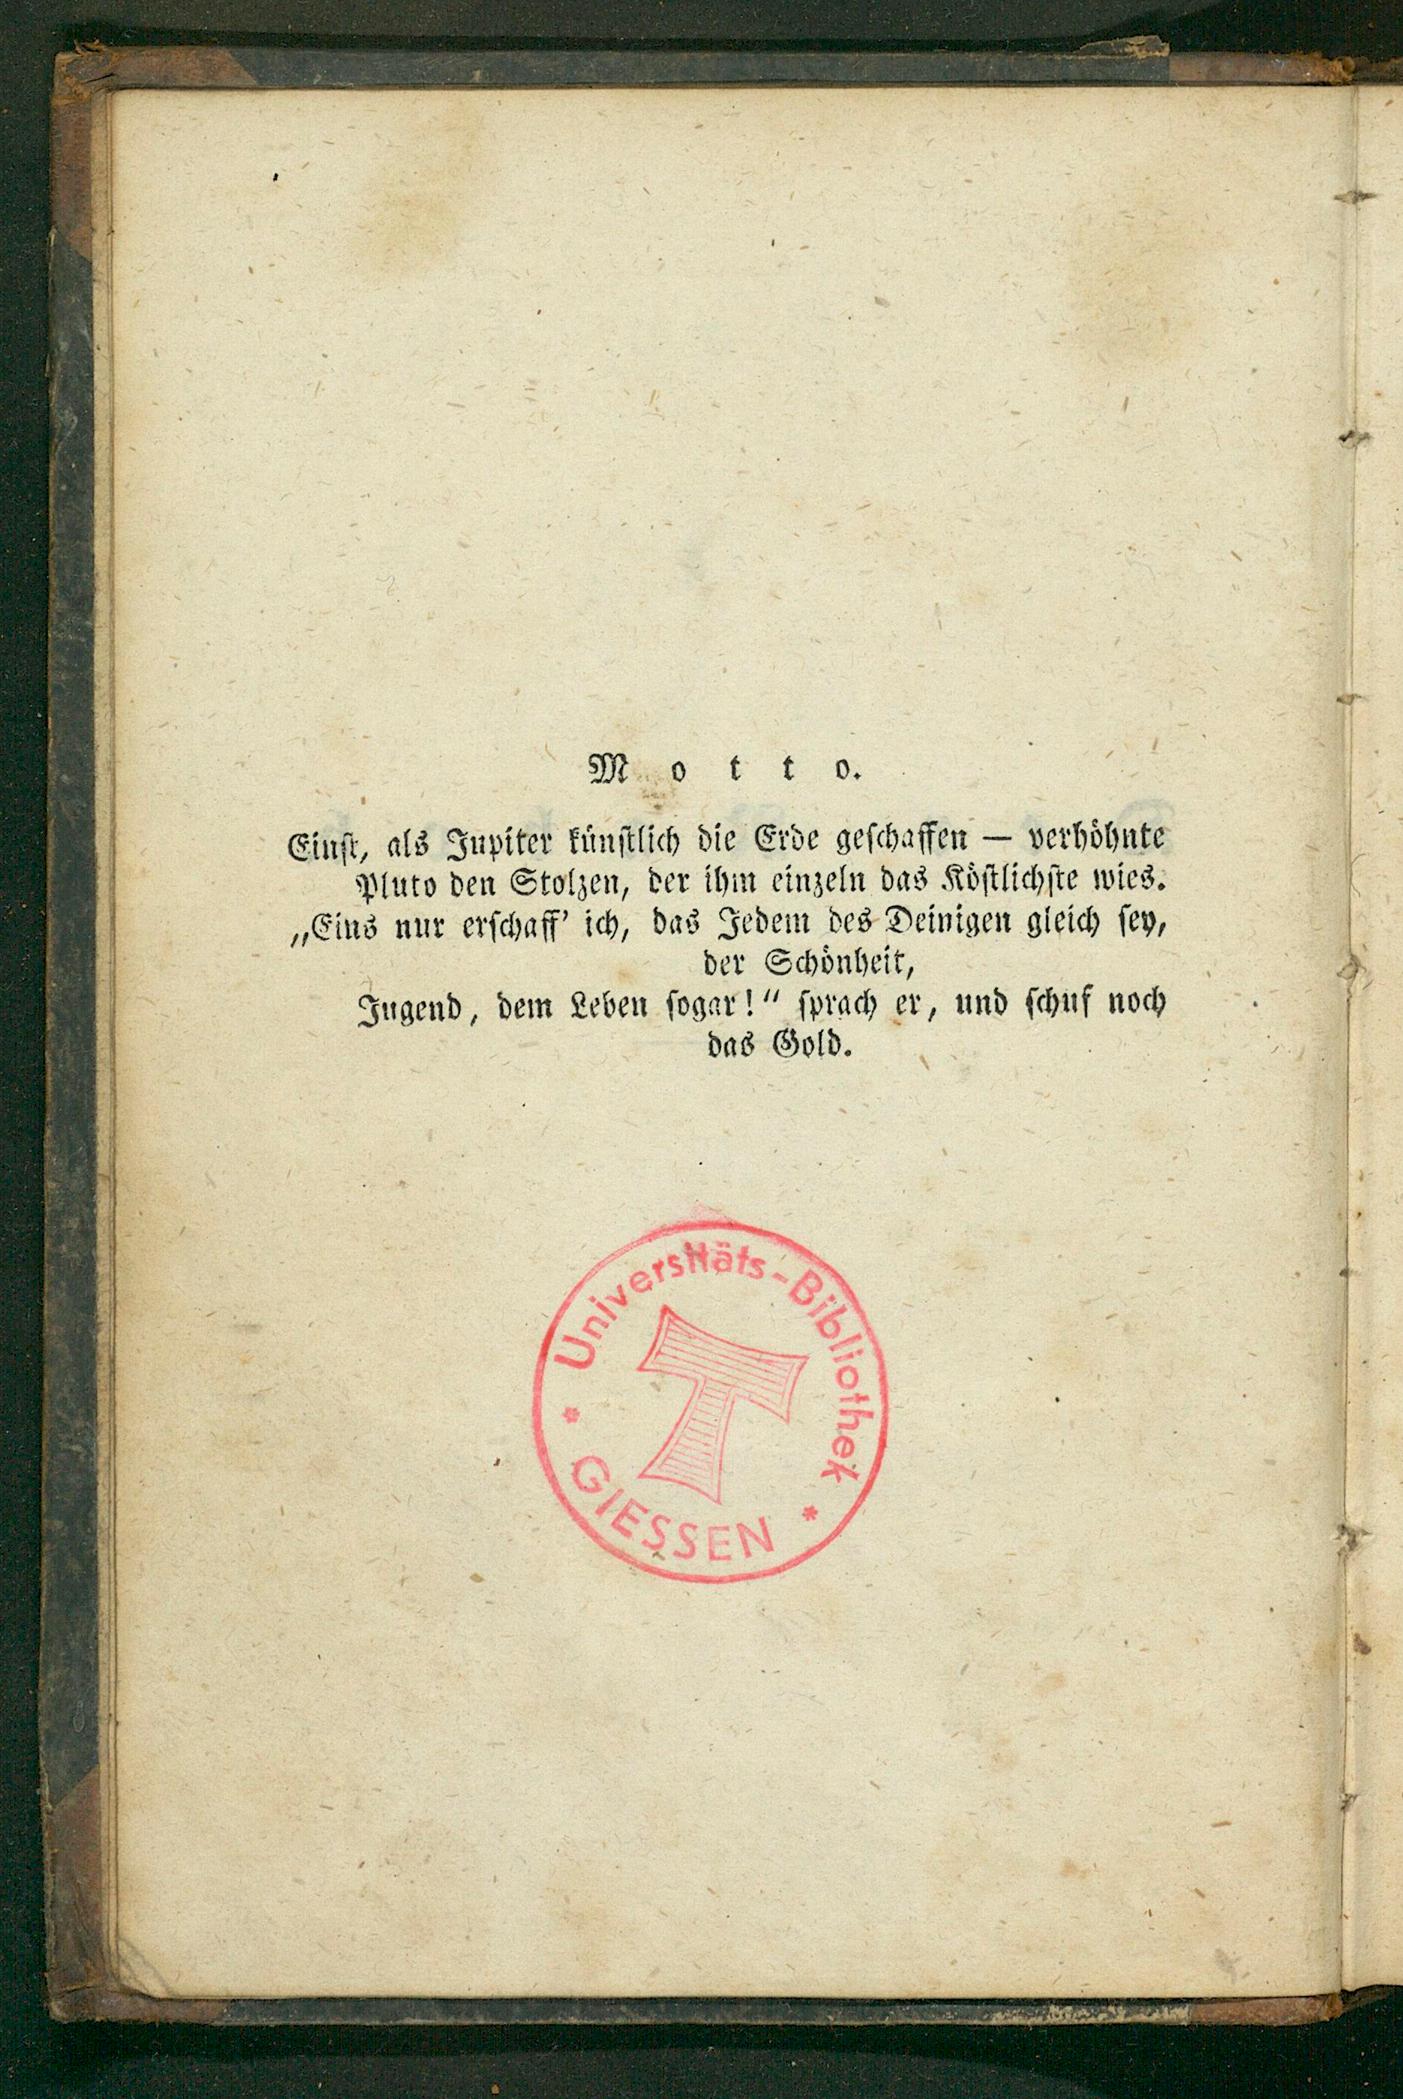 Motto.
Einst, als Jupiter künstlich die Erde geschaffen — verhöhnte
Pluto den Stolzen, der ihm einzeln das Köstlichste wies.
„Eins nur erschaff' ich, das Jedem des Deinigen gleich sey,
der Schönheit,
Jugend, dem Leben sogar!“ sprach er, und schuf noch
das Gold.
Universitäts-Bibliothek
* GIESSEN *